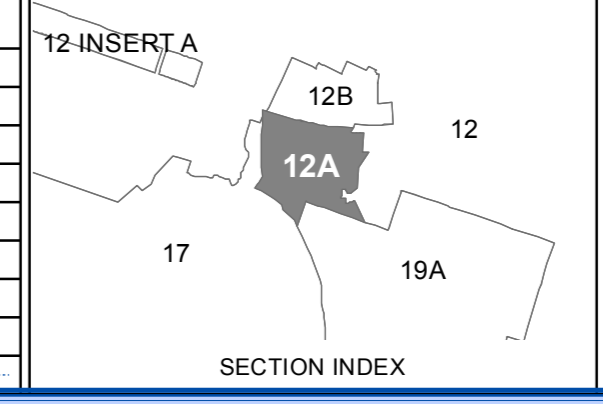 12 INSERT A
12B
12
12A
17
19A
SECTION INDEX